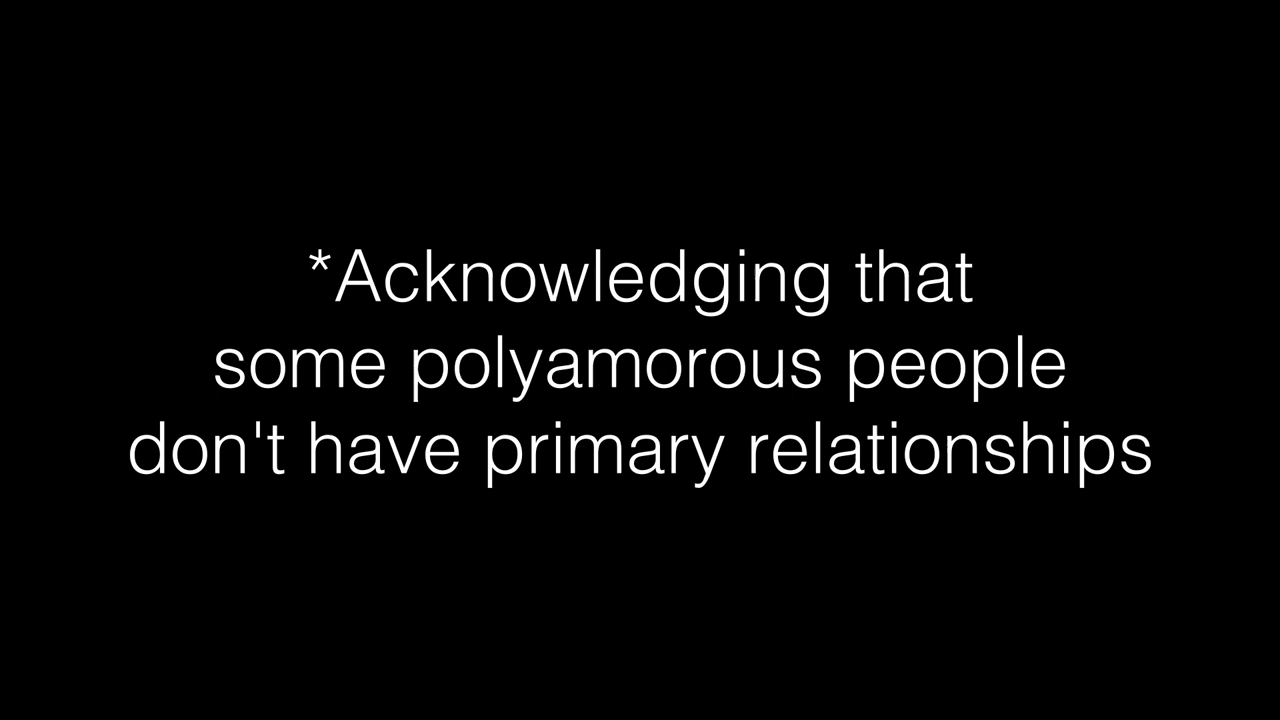 *Acknowledging that
some polyamorous people
don't have primary relationships